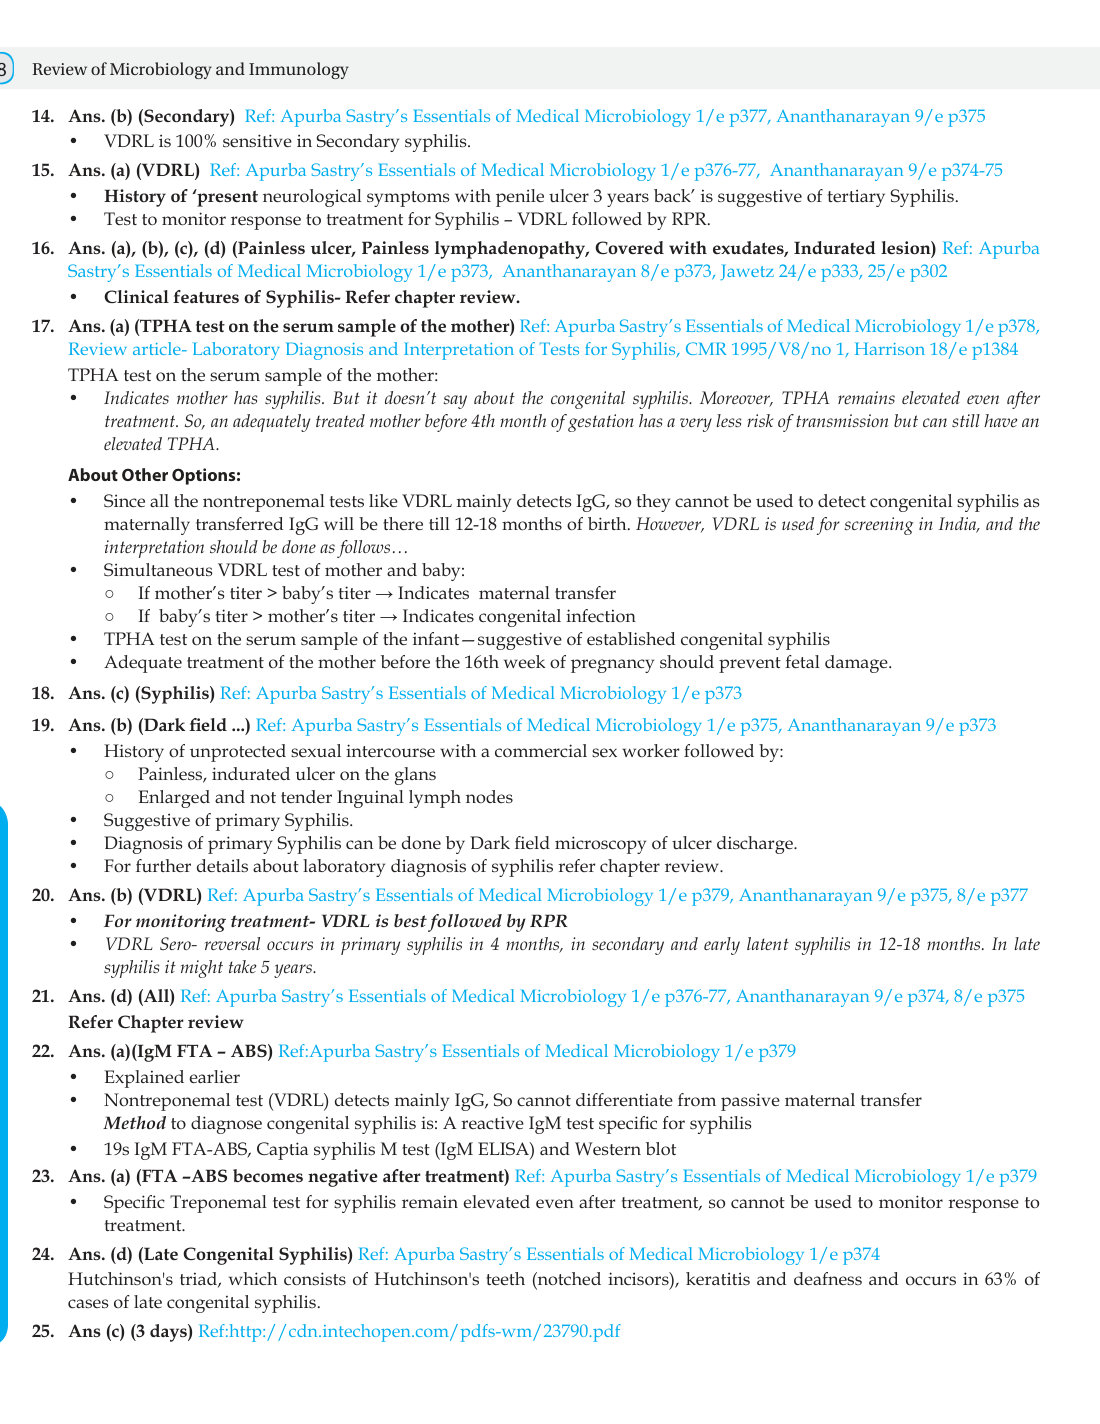 8 Review of Microbiology and Immunology
14. Ans. (b) (Secondary) Ref: Apurba Sastry’s Essentials of Medical Microbiology 1/e p377, Ananthanarayan 9/e p375
• VDRL is 100% sensitive in Secondary syphilis.
15. Ans. (a) (VDRL) Ref: Apurba Sastry’s Essentials of Medical Microbiology 1/e p376-77, Ananthanarayan 9/e p374-75
• History of ‘present neurological symptoms with penile ulcer 3 years back’ is suggestive of tertiary Syphilis.
• Test to monitor response to treatment for Syphilis – VDRL followed by RPR.
16. Ans. (a), (b), (c), (d) (Painless ulcer, Painless lymphadenopathy, Covered with exudates, Indurated lesion) Ref: Apurba
Sastry’s Essentials of Medical Microbiology 1/e p373, Ananthanarayan 8/e p373, Jawetz 24/e p333, 25/e p302
• Clinical features of Syphilis- Refer chapter review.
17. Ans. (a) (TPHA test on the serum sample of the mother) Ref: Apurba Sastry’s Essentials of Medical Microbiology 1/e p378,
Review article- Laboratory Diagnosis and Interpretation of Tests for Syphilis, CMR 1995/V8/no 1, Harrison 18/e p1384
TPHA test on the serum sample of the mother:
• Indicates mother has syphilis. But it doesn’t say about the congenital syphilis. Moreover, TPHA remains elevated even after
treatment. So, an adequately treated mother before 4th month of gestation has a very less risk of transmission but can still have an
elevated TPHA.
About Other Options:
• Since all the nontreponemal tests like VDRL mainly detects IgG, so they cannot be used to detect congenital syphilis as
maternally transferred IgG will be there till 12-18 months of birth. However, VDRL is used for screening in India, and the
interpretation should be done as follows…
• Simultaneous VDRL test of mother and baby:
○ If mother’s titer > baby’s titer → Indicates maternal transfer
○ If baby’s titer > mother’s titer → Indicates congenital infection
• TPHA test on the serum sample of the infant—suggestive of established congenital syphilis
• Adequate treatment of the mother before the 16th week of pregnancy should prevent fetal damage.
18. Ans. (c) (Syphilis) Ref: Apurba Sastry’s Essentials of Medical Microbiology 1/e p373
19. Ans. (b) (Dark field ...) Ref: Apurba Sastry’s Essentials of Medical Microbiology 1/e p375, Ananthanarayan 9/e p373
• History of unprotected sexual intercourse with a commercial sex worker followed by:
○ Painless, indurated ulcer on the glans
○ Enlarged and not tender Inguinal lymph nodes
• Suggestive of primary Syphilis.
• Diagnosis of primary Syphilis can be done by Dark field microscopy of ulcer discharge.
• For further details about laboratory diagnosis of syphilis refer chapter review.
20. Ans. (b) (VDRL) Ref: Apurba Sastry’s Essentials of Medical Microbiology 1/e p379, Ananthanarayan 9/e p375, 8/e p377
• For monitoring treatment- VDRL is best followed by RPR
• VDRL Sero- reversal occurs in primary syphilis in 4 months, in secondary and early latent syphilis in 12-18 months. In late
syphilis it might take 5 years.
21. Ans. (d) (All) Ref: Apurba Sastry’s Essentials of Medical Microbiology 1/e p376-77, Ananthanarayan 9/e p374, 8/e p375
Refer Chapter review
22. Ans. (a)(IgM FTA – ABS) Ref:Apurba Sastry’s Essentials of Medical Microbiology 1/e p379
• Explained earlier
• Nontreponemal test (VDRL) detects mainly IgG, So cannot differentiate from passive maternal transfer
Method to diagnose congenital syphilis is: A reactive IgM test specific for syphilis
• 19s IgM FTA-ABS, Captia syphilis M test (IgM ELISA) and Western blot
23. Ans. (a) (FTA –ABS becomes negative after treatment) Ref: Apurba Sastry’s Essentials of Medical Microbiology 1/e p379
• Specific Treponemal test for syphilis remain elevated even after treatment, so cannot be used to monitor response to
treatment.
24. Ans. (d) (Late Congenital Syphilis) Ref: Apurba Sastry’s Essentials of Medical Microbiology 1/e p374
Hutchinson's triad, which consists of Hutchinson's teeth (notched incisors), keratitis and deafness and occurs in 63% of
cases of late congenital syphilis.
25. Ans (c) (3 days) Ref:http://cdn.intechopen.com/pdfs-wm/23790.pdf